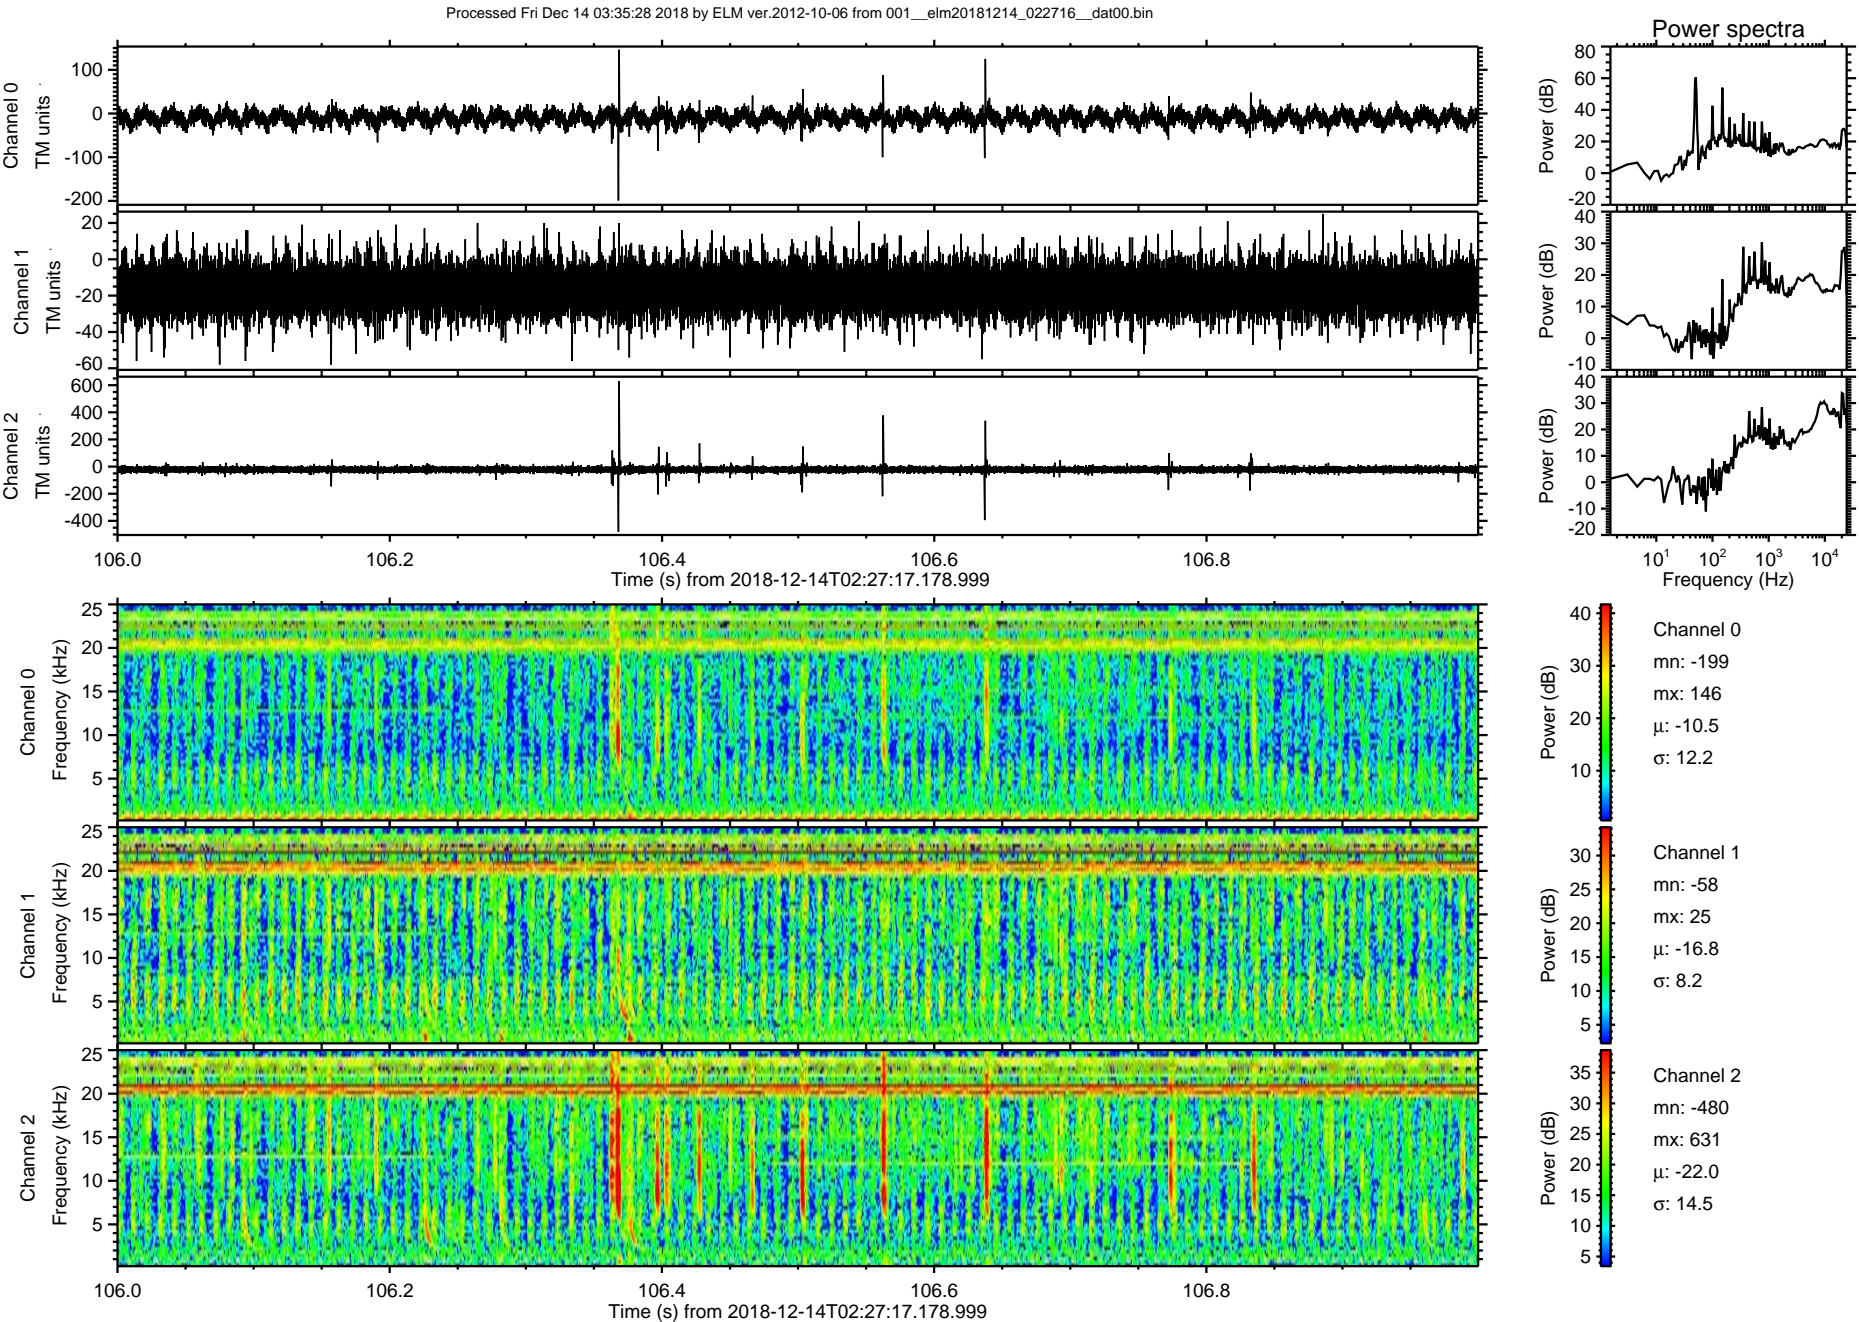 Processed Fri Dec 14 03:35:28 2018 by ELM ver.2012-10-06 from 001__elm20181214_022716__dat00.bin
Power spectra
Channel 0
TM units
100
0
-100
-200
Power (dB)
80
60
40
20
0
-20
Channel 1
TM units
20
0
-20
-40
-60
Power (dB)
40
30
20
10
0
-10
Channel 2
TM units
600
400
200
0
-200
-400
Power (dB)
40
30
20
10
0
-10
-20
106.0 106.2 106.4 106.6 106.8
Time (s) from 2018-12-14T02:27:17.178.999
10¹ 10² 10³ 10⁴
Frequency (Hz)
Channel 0
Frequency (kHz)
25
20
15
10
5
Power (dB)
40
30
20
10
Channel 0
mn: -199
mx: 146
μ: -10.5
σ: 12.2
Channel 1
Frequency (kHz)
25
20
15
10
5
Power (dB)
30
25
20
15
10
5
Channel 1
mn: -58
mx: 25
μ: -16.8
σ: 8.2
Channel 2
Frequency (kHz)
25
20
15
10
5
Power (dB)
35
30
25
20
15
10
5
Channel 2
mn: -480
mx: 631
μ: -22.0
σ: 14.5
106.0 106.2 106.4 106.6 106.8
Time (s) from 2018-12-14T02:27:17.178.999